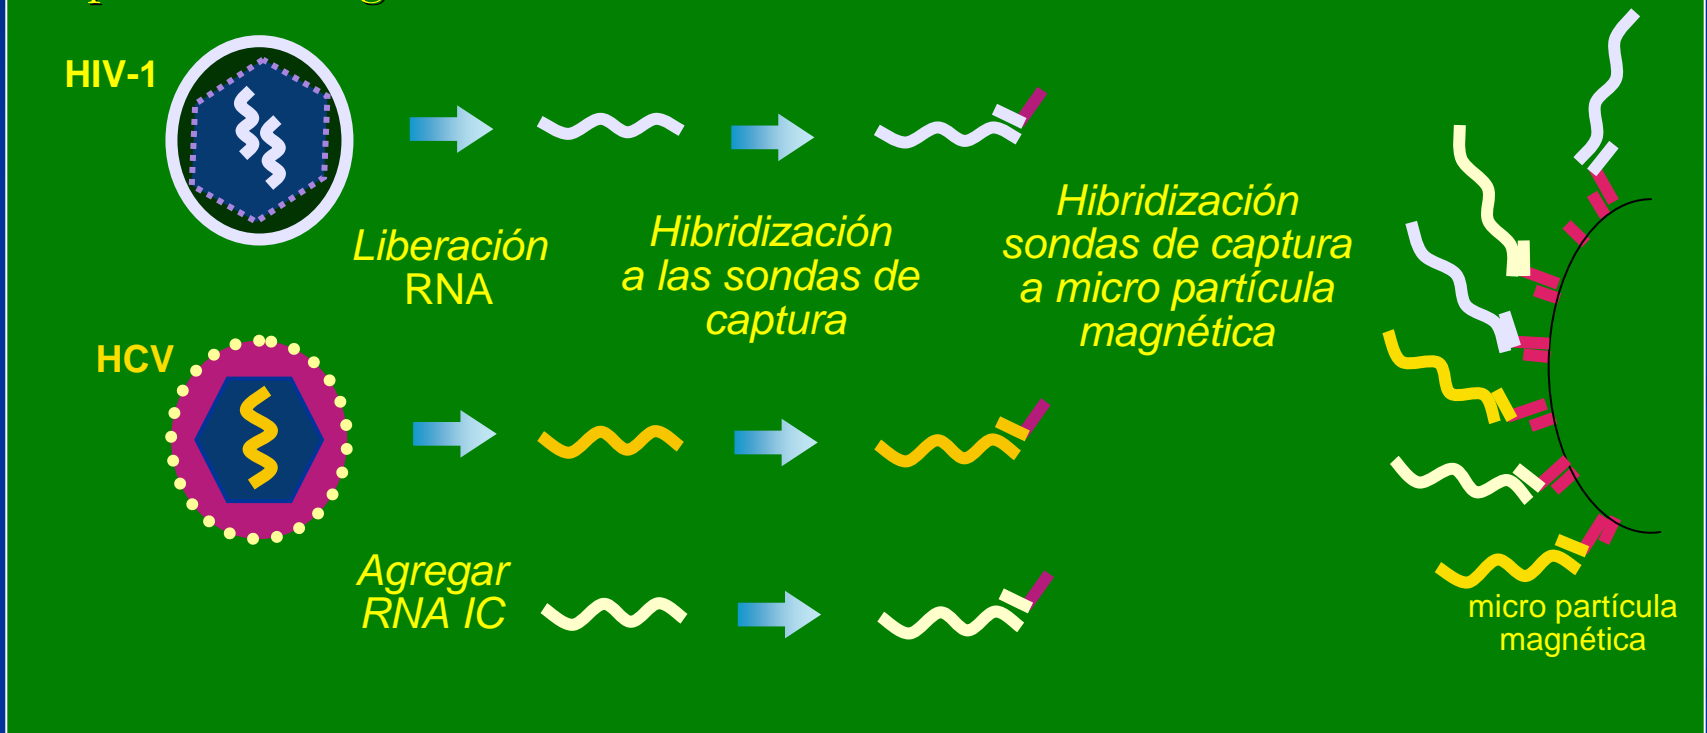 HIV-1
Liberación
RNA
Hibridización
a las sondas de
captura
Hibridización
sondas de captura
a micro partícula
magnética
HCV
Agregar
RNA IC
micro partícula
magnética